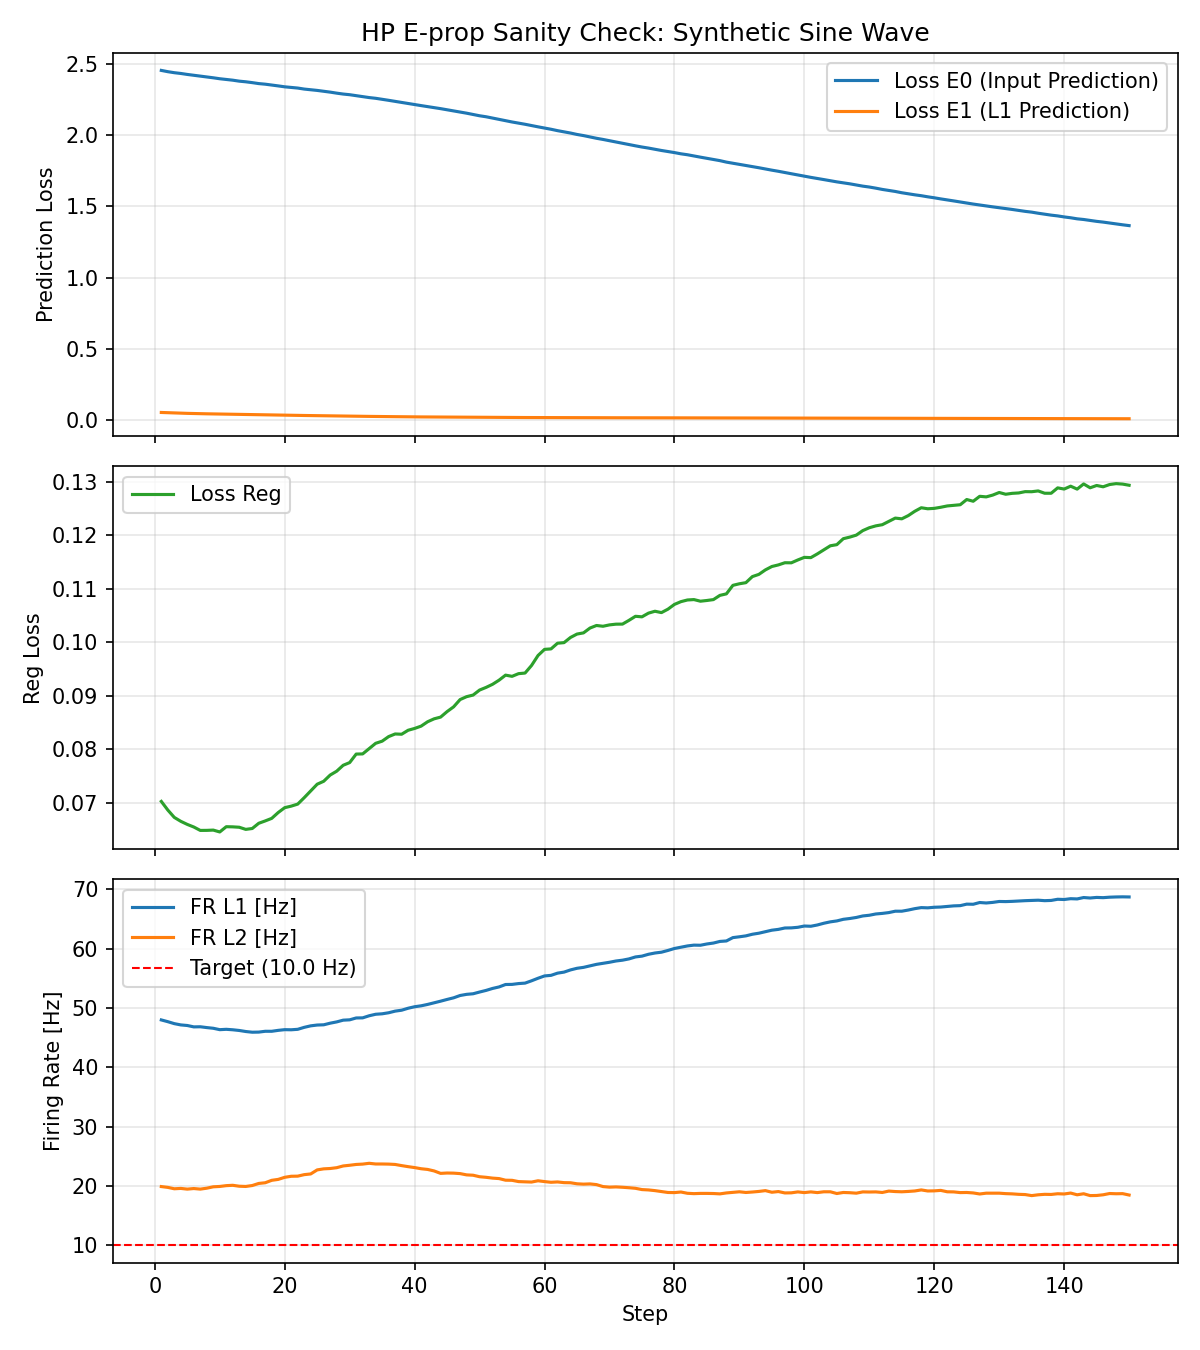 HP E-prop Sanity Check: Synthetic Sine Wave
2.5
2.0
1.5
1.0
0.5
0.0
Prediction Loss
Loss E0 (Input Prediction)
Loss E1 (L1 Prediction)
0.13
0.12
0.11
0.10
0.09
0.08
0.07
Reg Loss
Loss Reg
70
60
50
40
30
20
10
Firing Rate [Hz]
FR L1 [Hz]
FR L2 [Hz]
Target (10.0 Hz)
0 20 40 60 80 100 120 140
Step